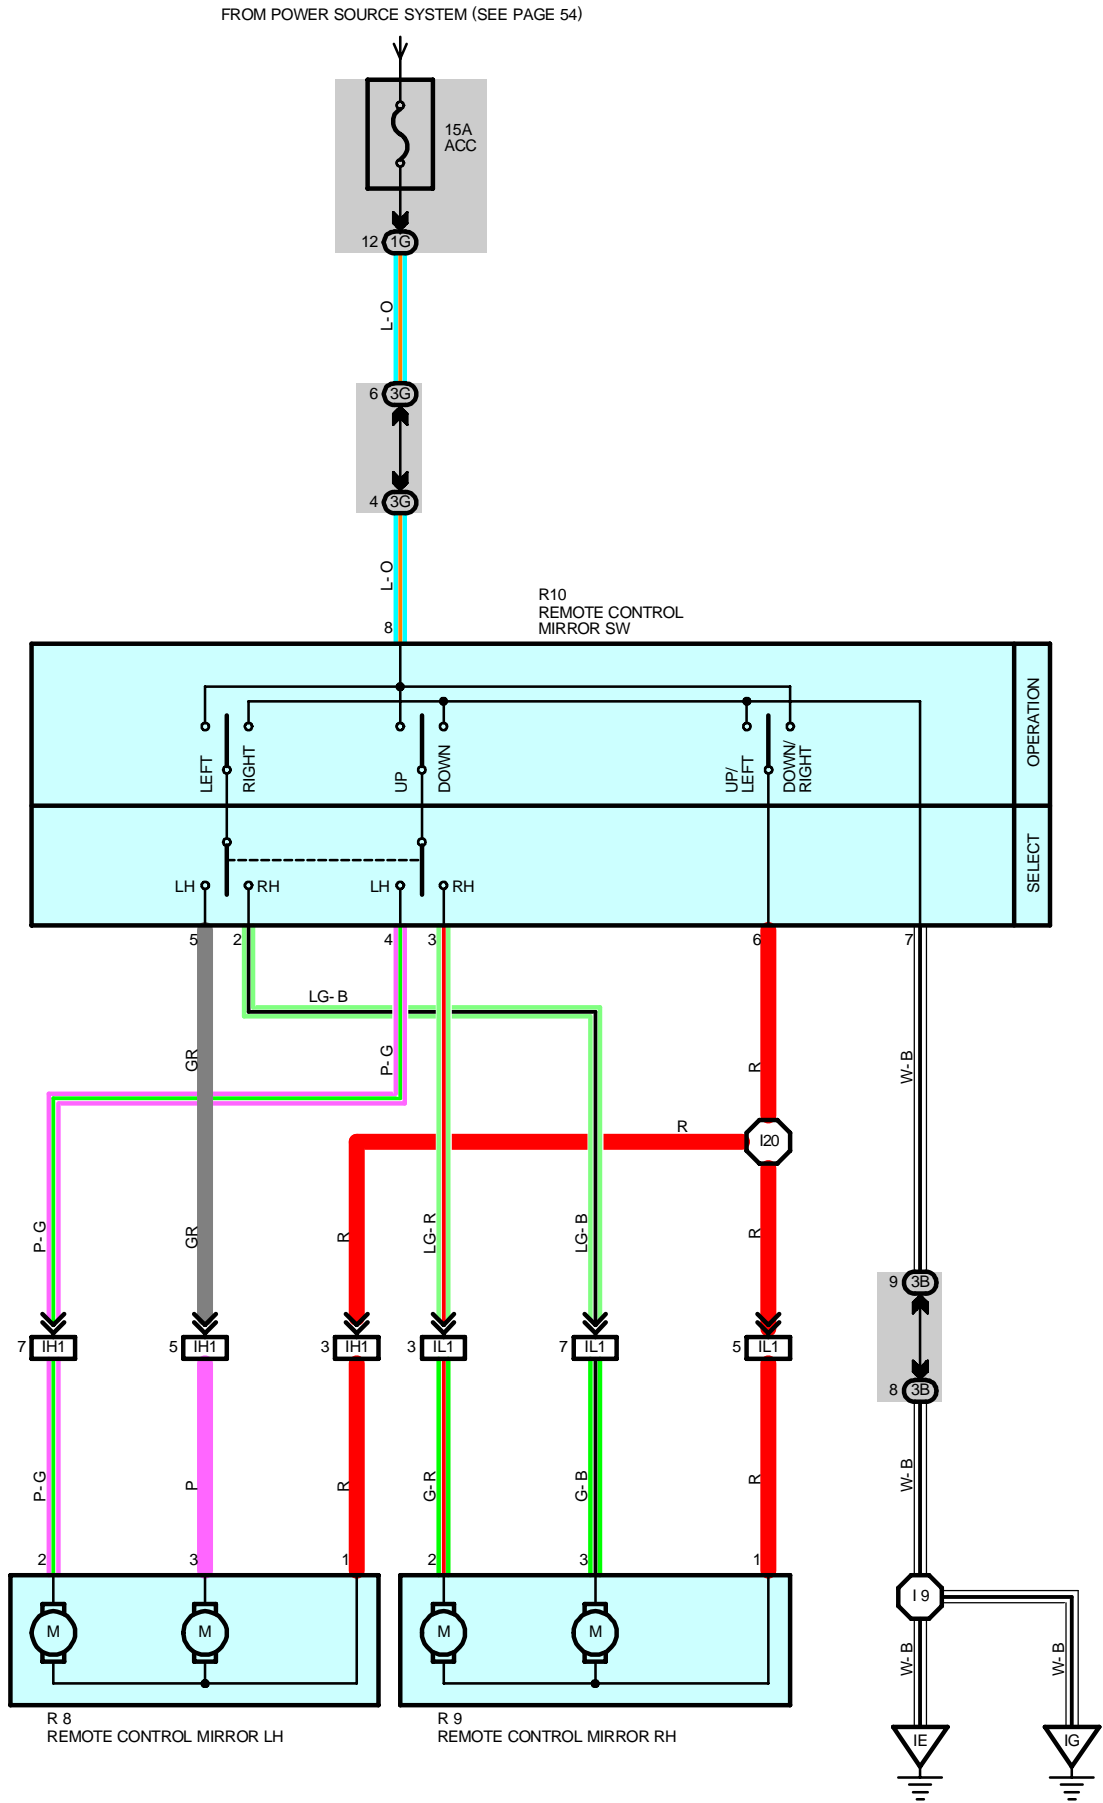 FROM POWER SOURCE SYSTEM (SEE PAGE 54)
15A
ACC
12 1G
L-O
6 3G
4 3G
L-O
R10
REMOTE CONTROL
MIRROR SW
8
LEFT
RIGHT
UP
DOWN
UP/
LEFT
DOWN/
RIGHT
OPERATION
LH
RH
LH
RH
SELECT
5
2
4
3
6
7
LG-B
GR
P-G
R
W-B
R
I20
P-G
GR
R
LG-R
LG-B
R
9 3B
7 IH1
5 IH1
3 IH1
3 IL1
7 IL1
5 IL1
8 3B
P-G
P
R
G-R
G-B
R
W-B
2
3
1
2
3
1
I 9
M
M
M
M
W-B
W-B
R 8
REMOTE CONTROL MIRROR LH
R 9
REMOTE CONTROL MIRROR RH
IE
IG